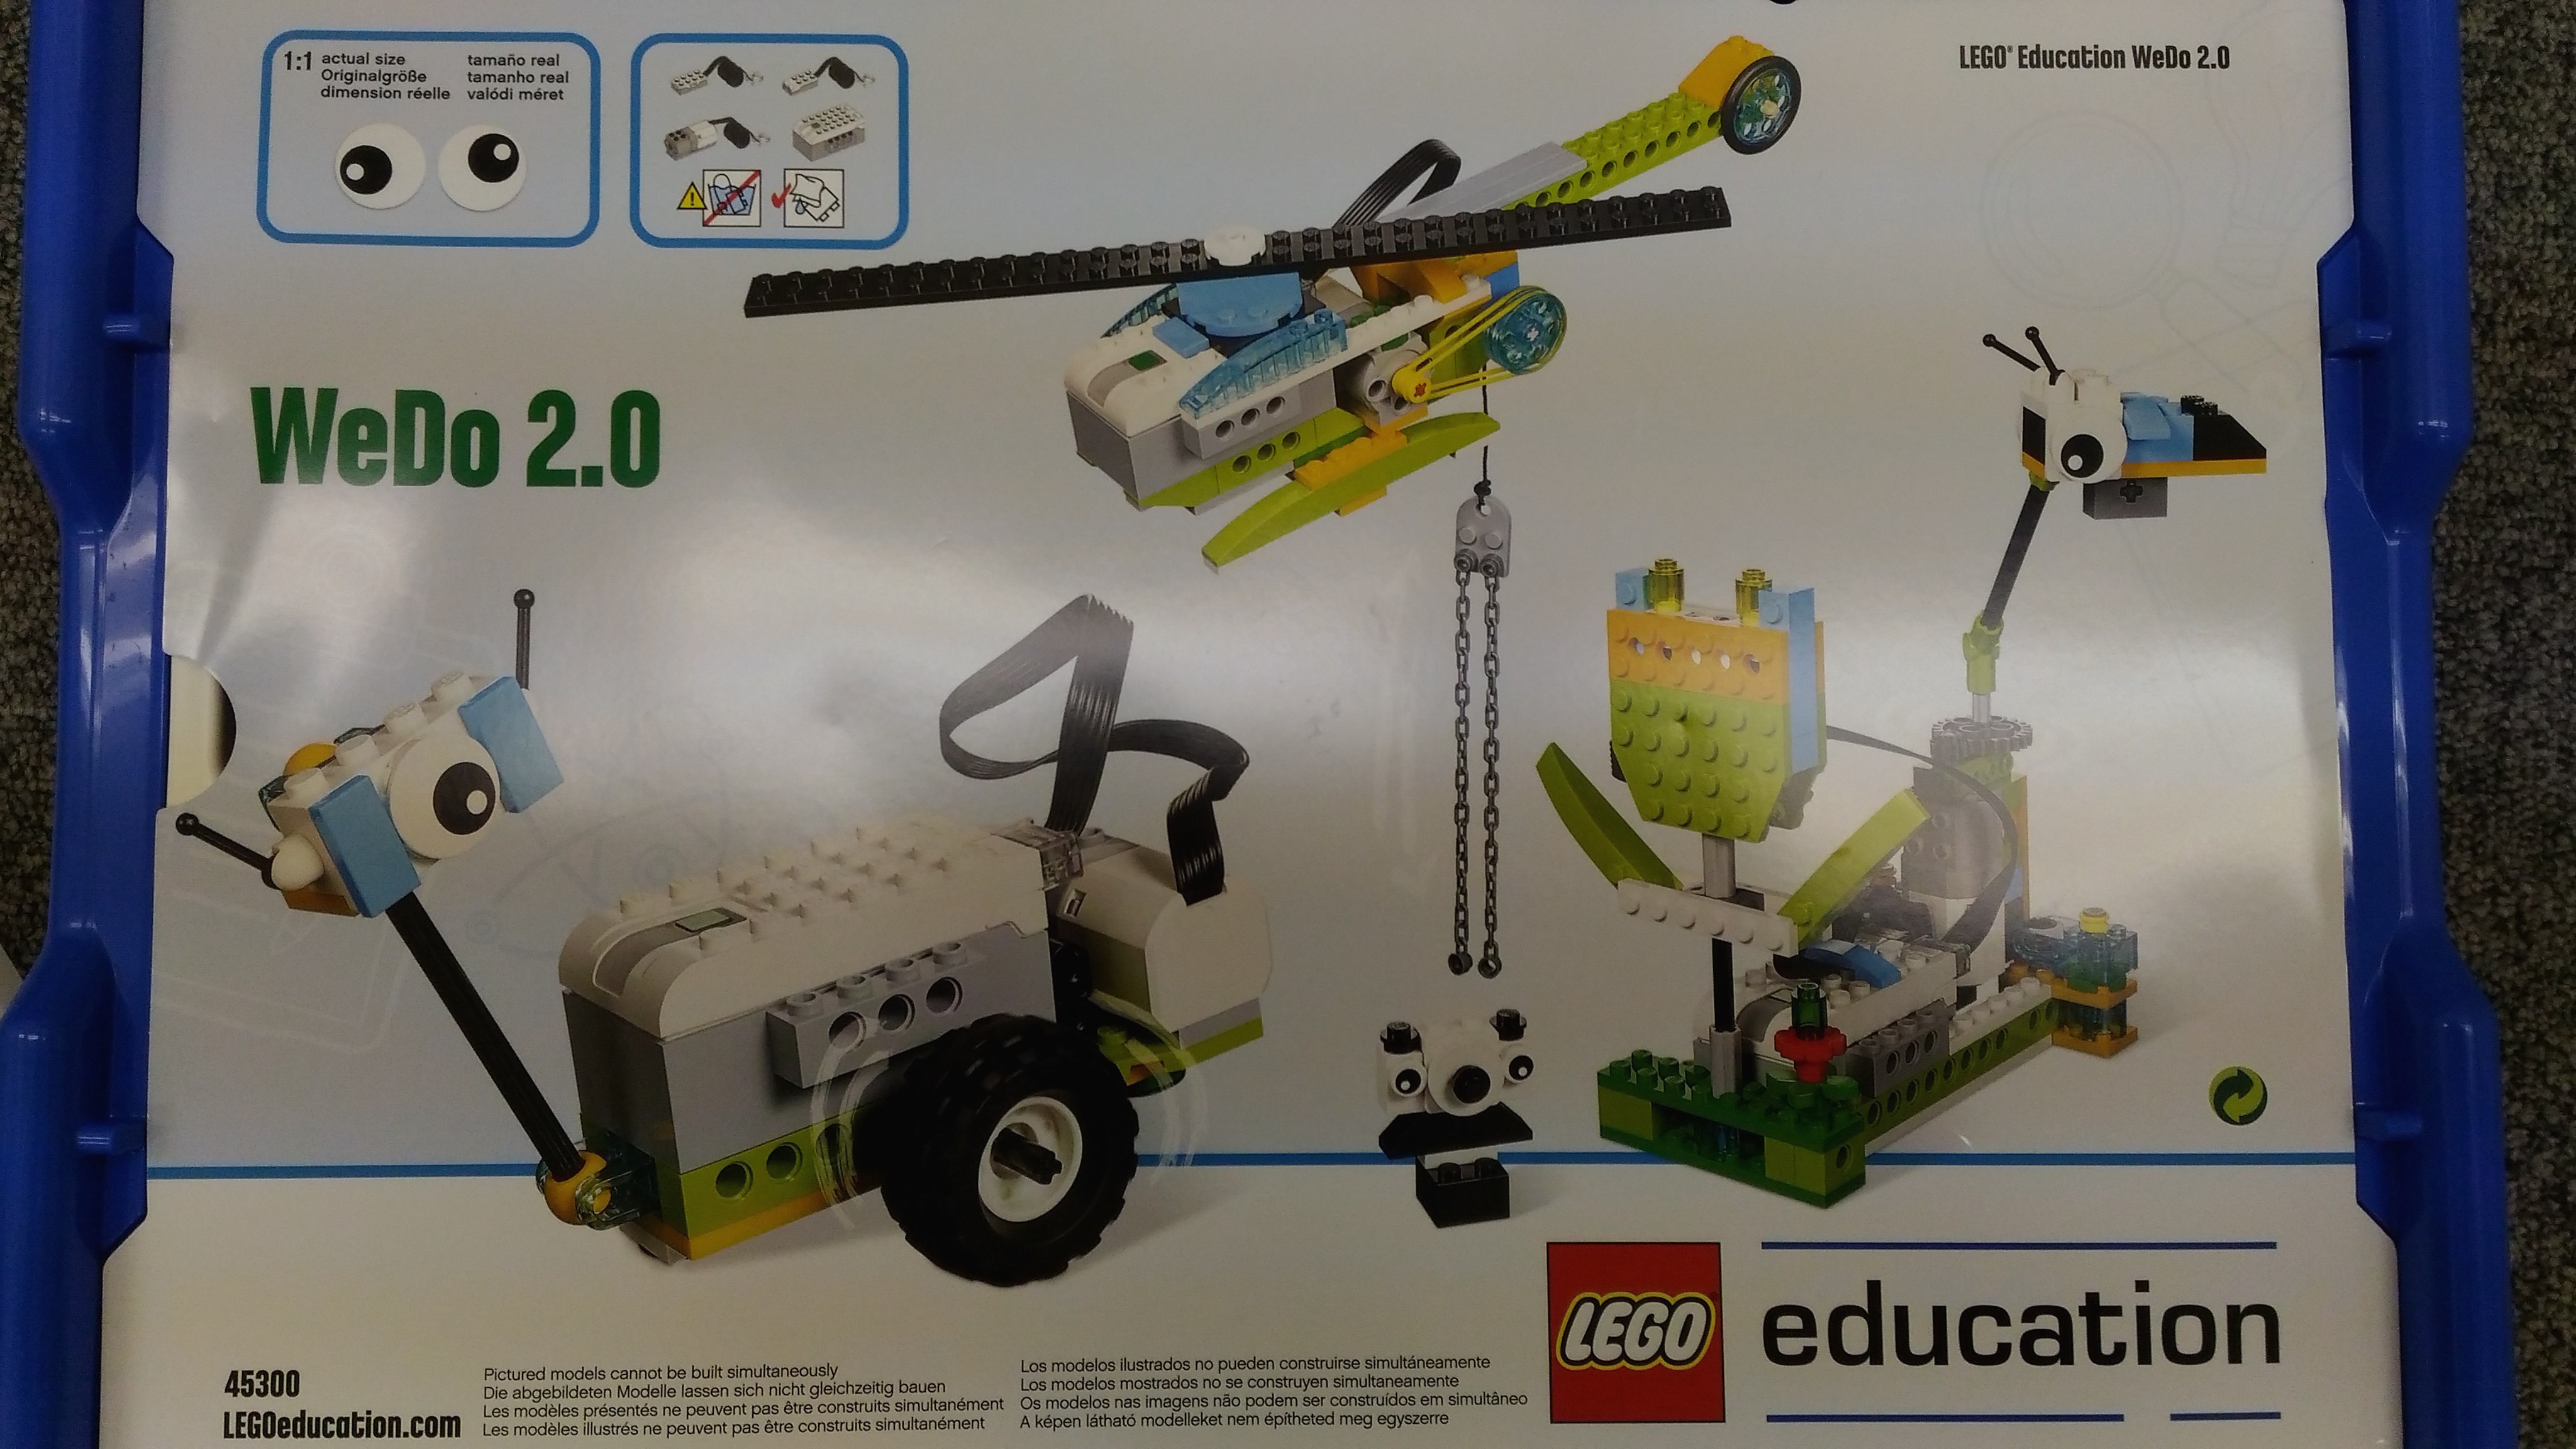 1:1 actual size
Originalgröße
dimension réelle
tamaño real
tamanho real
valódi méret
LEGO® Education WeDo 2.0
WeDo 2.0
45300
LEGOeducation.com
Pictured models cannot be built simultaneously
Die abgebildeten Modelle lassen sich nicht gleichzeitig bauen
Les modèles présentés ne peuvent pas être construits simultanément
Les modèles illustrés ne peuvent pas être construits simultanément
Los modelos ilustrados no pueden construirse simultáneamente
Los modelos mostrados no se construyen simultaneamente
Os modelos nas imagens não podem ser construídos em simultâneo
A képen látható modelleket nem építheted meg egyszerre
LEGO®
education